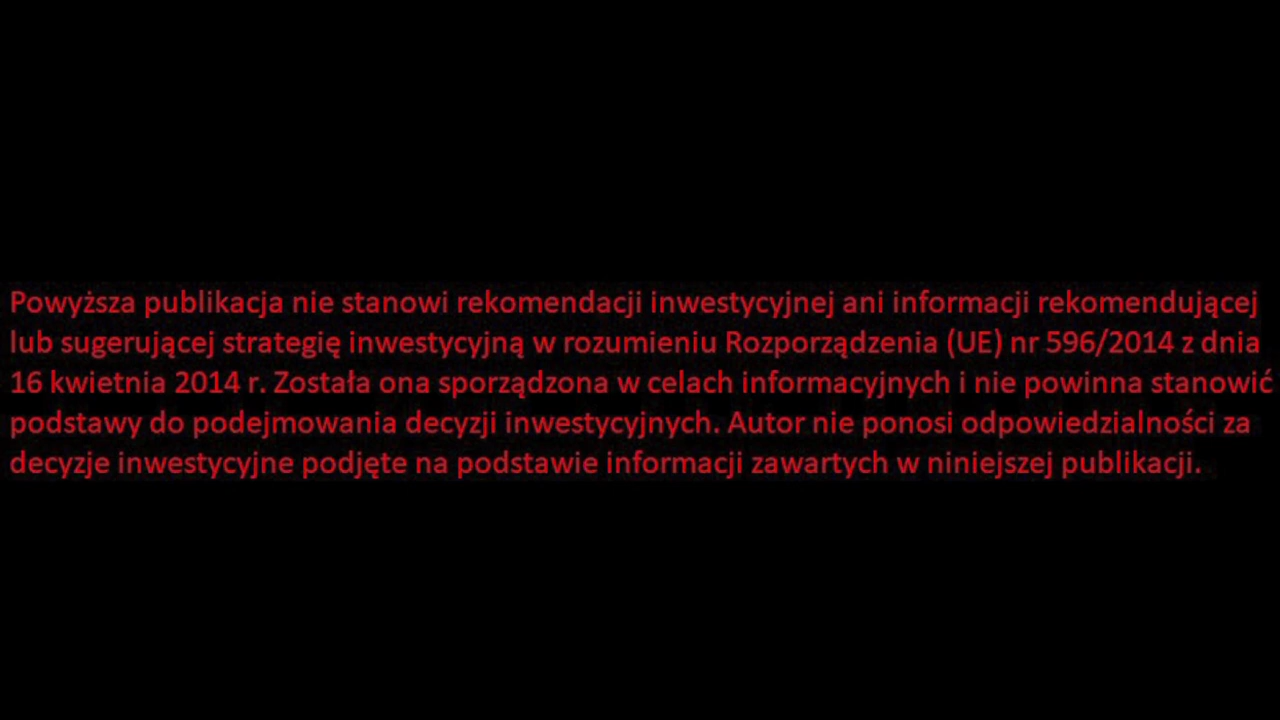 Powyższa publikacja nie stanowi rekomendacji inwestycyjnej ani informacji rekomendującej
lub sugerującej strategię inwestycyjną w rozumieniu Rozporządzenia (UE) nr 596/2014 z dnia
16 kwietnia 2014 r. Została ona sporządzona w celach informacyjnych i nie powinna stanowić
podstawy do podejmowania decyzji inwestycyjnych. Autor nie ponosi odpowiedzialności za
decyzje inwestycyjne podjęte na podstawie informacji zawartych w niniejszej publikacji.